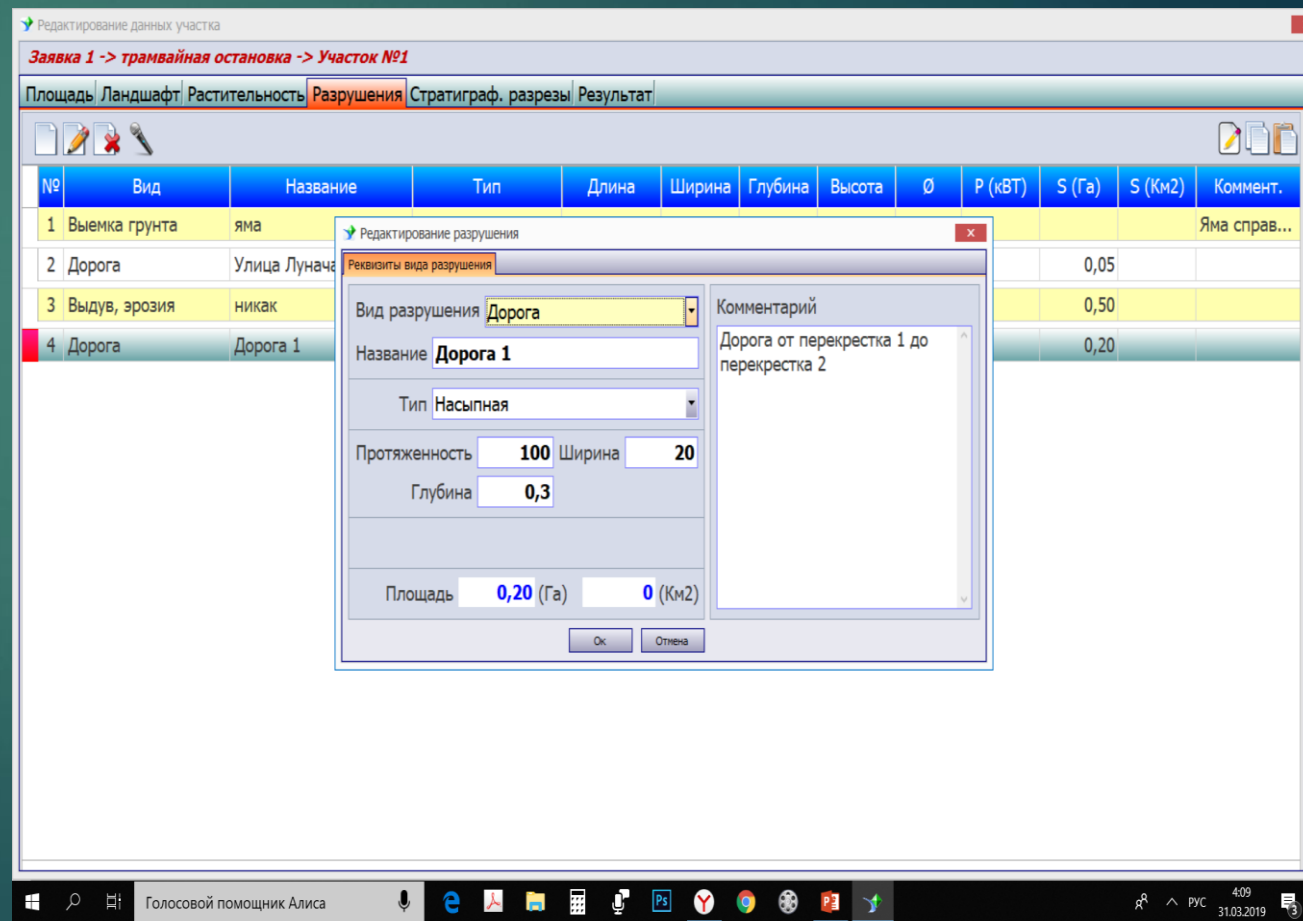 Редактирование данных участка
Заявка 1 -> трамвайная остановка -> Участок №1
Площадь Ландшафт Растительность Разрушения Стратиграф. разрезы Результат
№ Вид Название Тип Длина Ширина Глубина Высота Ø P (кВТ) S (Га) S (Км2) Коммент.
1 Выемка грунта яма Яма справ...
2 Дорога Улица Луначa 0,05
3 Выдув, эрозия никак 0,50
4 Дорога Дорога 1 0,20
Редактирование разрушения
Реквизиты вида разрушения
Вид разрушения Дорога
Название Дорога 1
Тип Насыпная
Протяженность 100 Ширина 20
Глубина 0,3
Площадь 0,20 (Га) 0 (Км2)
Комментарий
Дорога от перекрестка 1 до
перекрестка 2
Ок Отмена
Голосовой помощник Алиса
Ps
РУС
4:09
31.03.2019
3